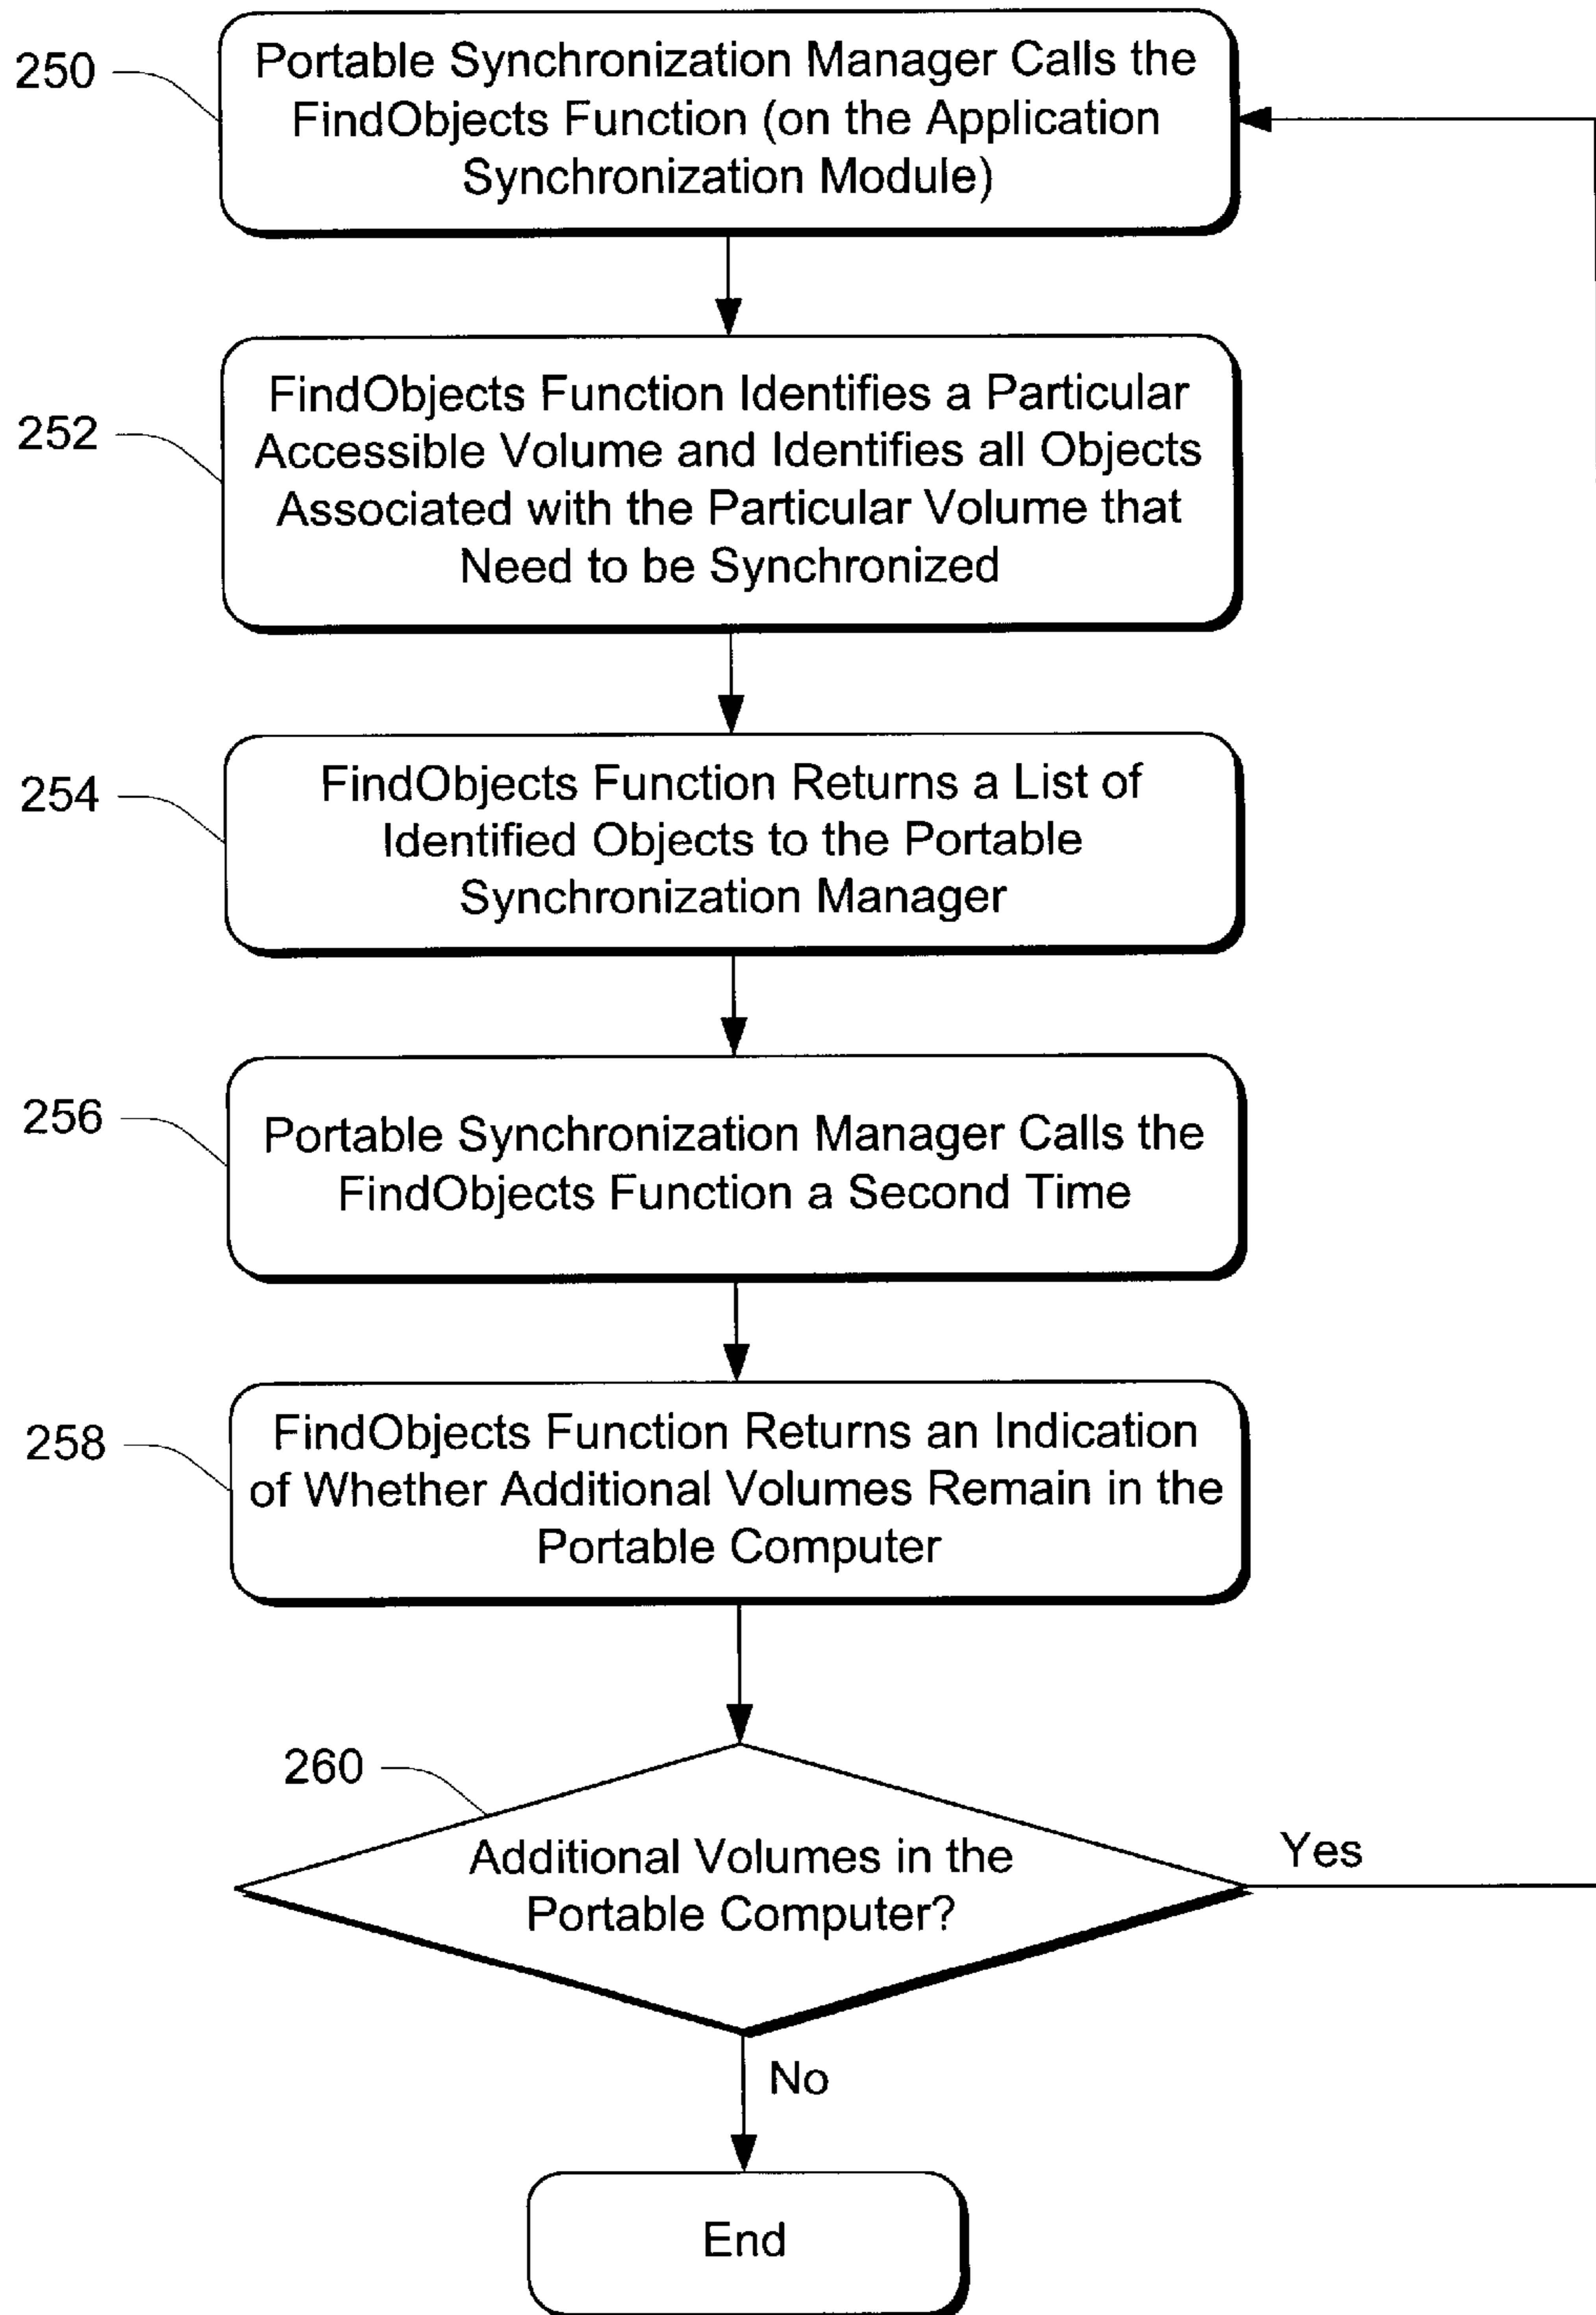 250
Portable Synchronization Manager Calls the
FindObjects Function (on the Application
Synchronization Module)
252
FindObjects Function Identifies a Particular
Accessible Volume and Identifies all Objects
Associated with the Particular Volume that
Need to be Synchronized
254
FindObjects Function Returns a List of
Identified Objects to the Portable
Synchronization Manager
256
Portable Synchronization Manager Calls the
FindObjects Function a Second Time
258
FindObjects Function Returns an Indication
of Whether Additional Volumes Remain in the
Portable Computer
260
Additional Volumes in the
Portable Computer?
Yes
No
End